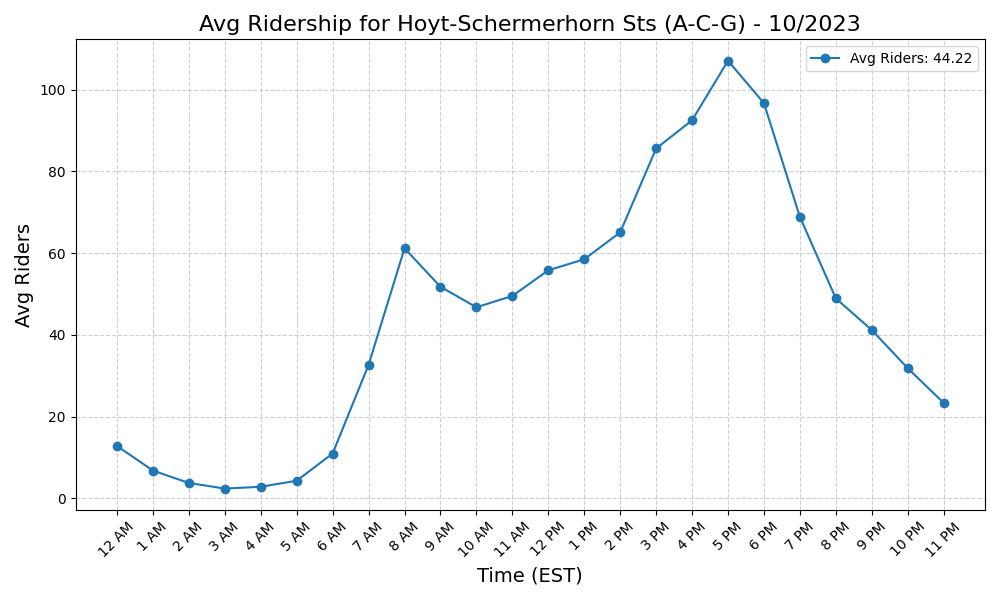 Avg Ridership for Hoyt-Schermerhorn Sts (A-C-G) - 10/2023
Avg Riders: 44.22
Avg Riders
100
80
60
40
20
0
12 AM
1 AM
2 AM
3 AM
4 AM
5 AM
6 AM
7 AM
8 AM
9 AM
10 AM
11 AM
12 PM
1 PM
2 PM
3 PM
4 PM
5 PM
6 PM
7 PM
8 PM
9 PM
10 PM
11 PM
Time (EST)